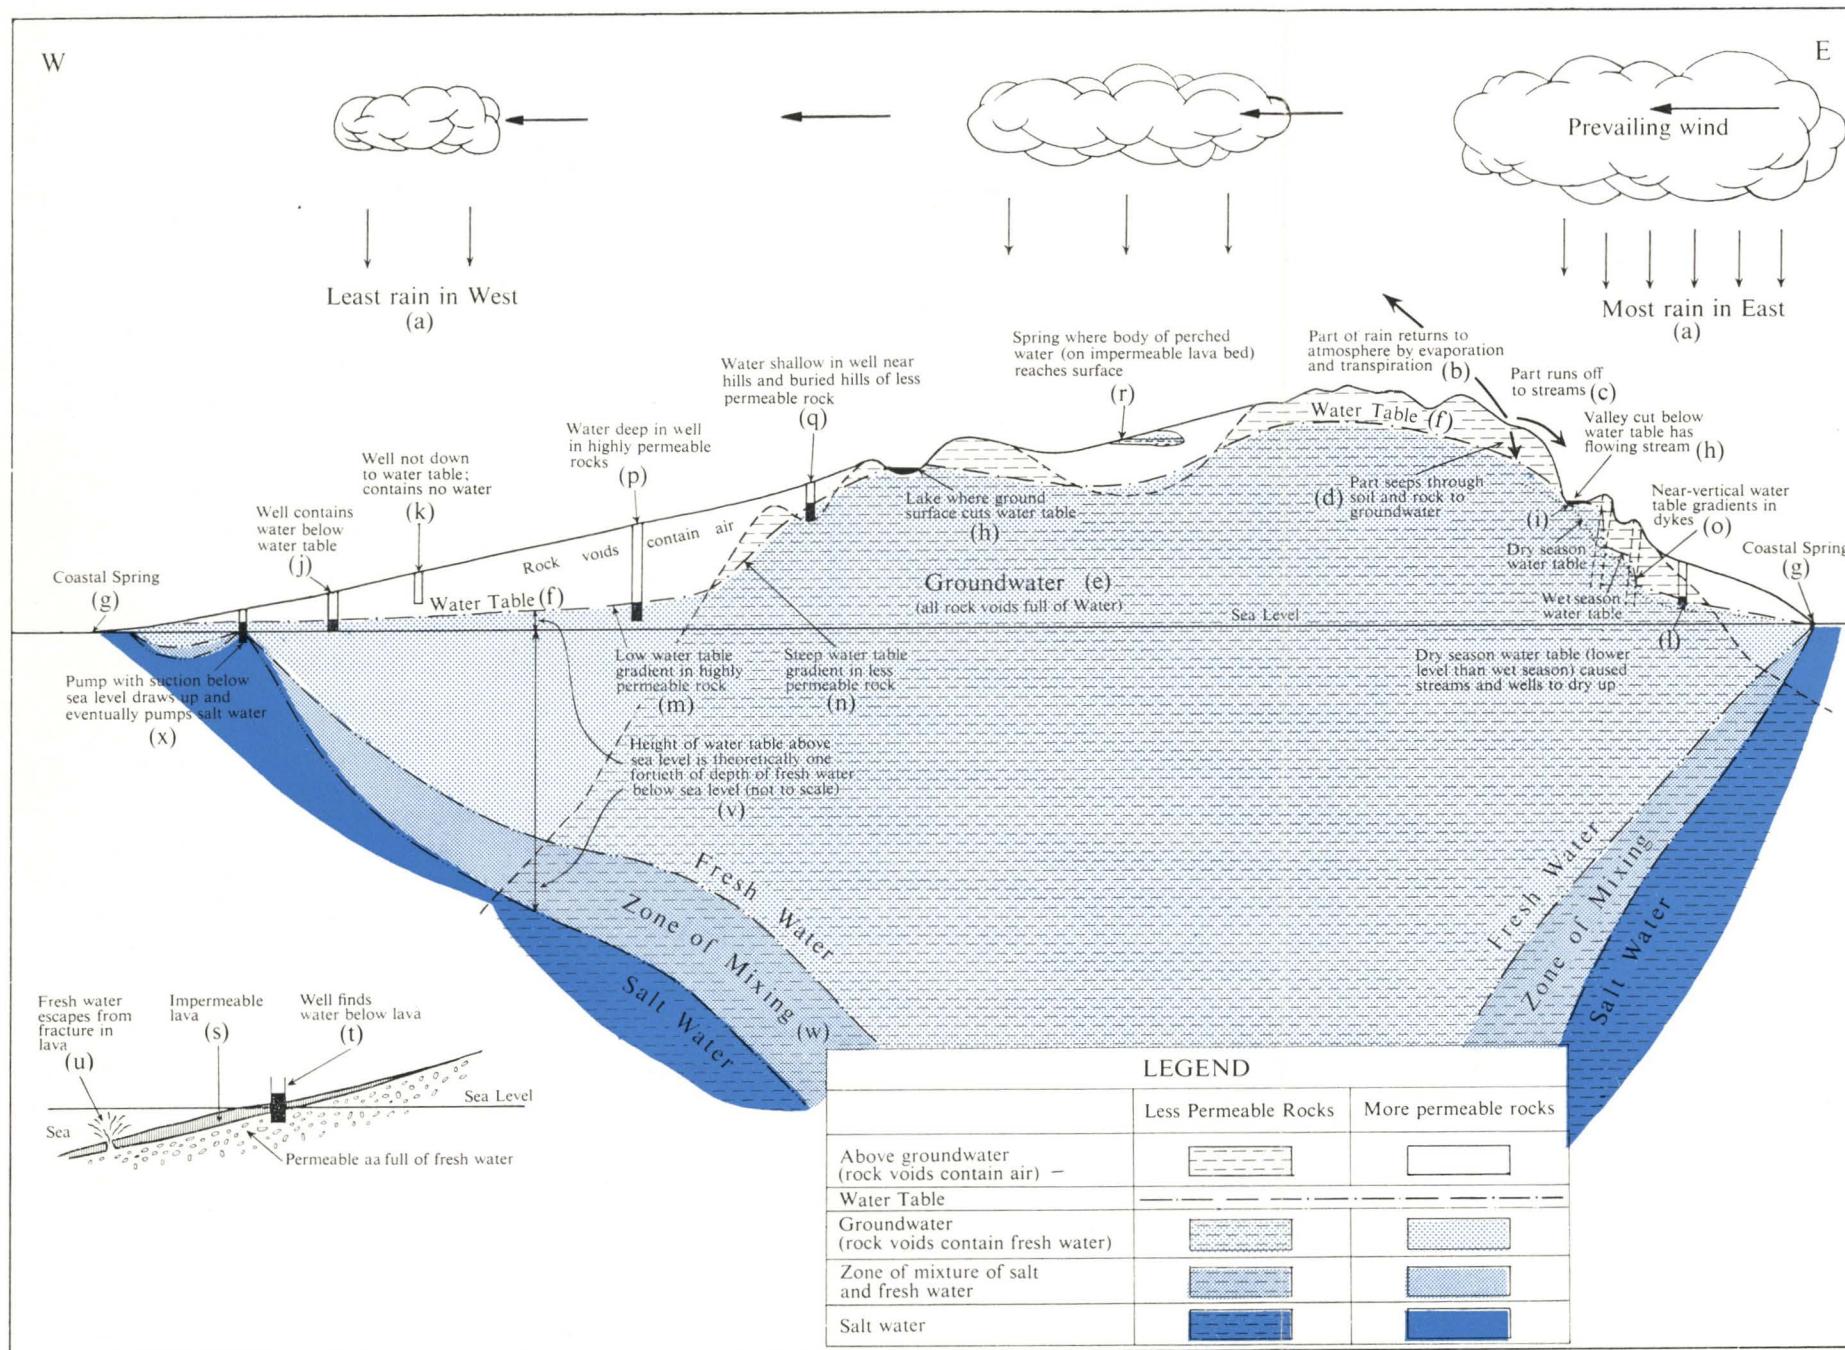 W
E
Prevailing wind
Least rain in West
(a)
Most rain in East
(a)
Spring where body of perched
water (on impermeable lava bed)
reaches surface
(r)
Part of rain returns to
atmosphere by evaporation
and transpiration (b)
Part runs off
to streams (c)
Valley cut below
water table has
flowing stream (h)
Water shallow in well near
hills and buried hills of less
permeable rock
(q)
Water deep in well
in highly permeable
rocks
(p)
Well not down
to water table;
contains no water
(k)
Well contains
water below
water table
(j)
Coastal Spring
(g)
Rock voids contain air
Water Table (f)
Water Table (f)
Lake where ground
surface cuts water table
(h)
Part seeps through
(d) soil and rock to
groundwater
(i)
Near-vertical water
table gradients in
dykes (o)
Dry season
water table
Wet season
water table
(l)
Coastal Spring
(g)
Groundwater (e)
(all rock voids full of Water)
Sea Level
Pump with suction below
sea level draws up and
eventually pumps salt water
(x)
Low water table
gradient in highly
permeable rock
(m)
Steep water table
gradient in less
permeable rock
(n)
Dry season water table (lower
level than wet season) caused
streams and wells to dry up
Height of water table above
sea level is theoretically one
fortieth of depth of fresh water
below sea level (not to scale)
(v)
Fresh Water
Zone of Mixing (w)
Salt Water
Fresh Water
Zone of Mixing
Salt Water
Fresh water
escapes from
fracture in
lava
(u)
Impermeable
lava
(s)
Well finds
water below lava
(t)
Sea Level
Sea
Permeable aa full of fresh water
LEGEND
Less Permeable Rocks
More permeable rocks
Above groundwater
(rock voids contain air) –
Water Table
Groundwater
(rock voids contain fresh water)
Zone of mixture of salt
and fresh water
Salt water